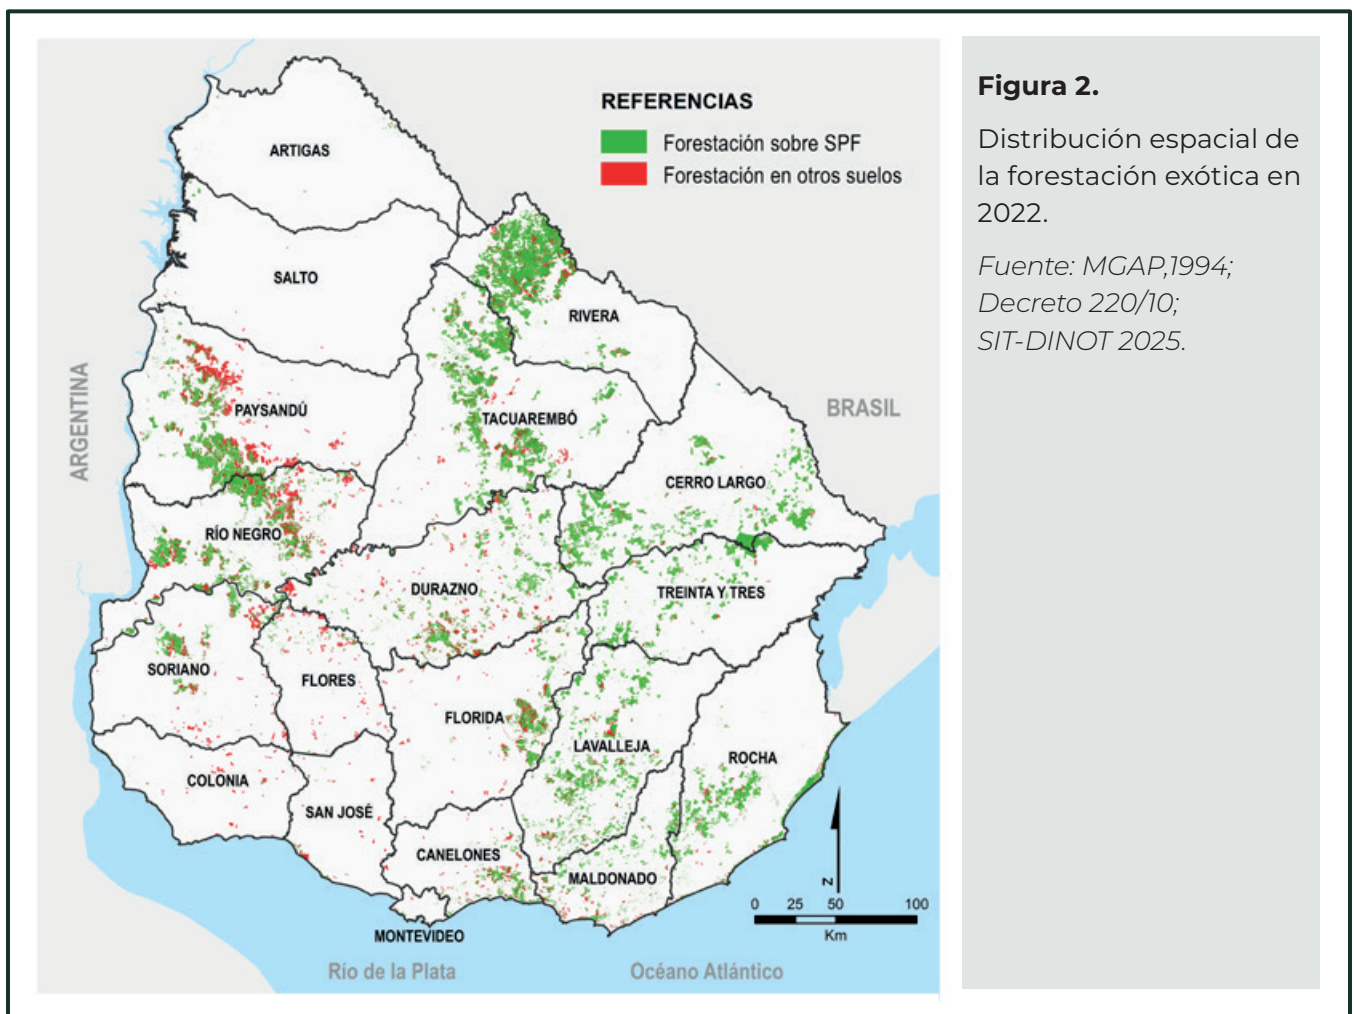 REFERENCIAS
Forestación sobre SPF
Forestación en otros suelos
ARTIGAS
SALTO
RIVERA
PAYSANDÚ
TACUAREMBÓ
ARGENTINA
BRASIL
CERRO LARGO
RÍO NEGRO
DURAZNO
TREINTA Y TRES
SORIANO
FLORES
FLORIDA
LAVALLEJA
ROCHA
COLONIA
SAN JOSÉ
CANELONES
MALDONADO
MONTEVIDEO
N
0 25 50 100
Km
Río de la Plata
Océano Atlántico
Figura 2.
Distribución espacial de
la forestación exótica en
2022.
Fuente: MGAP,1994;
Decreto 220/10;
SIT-DINOT 2025.